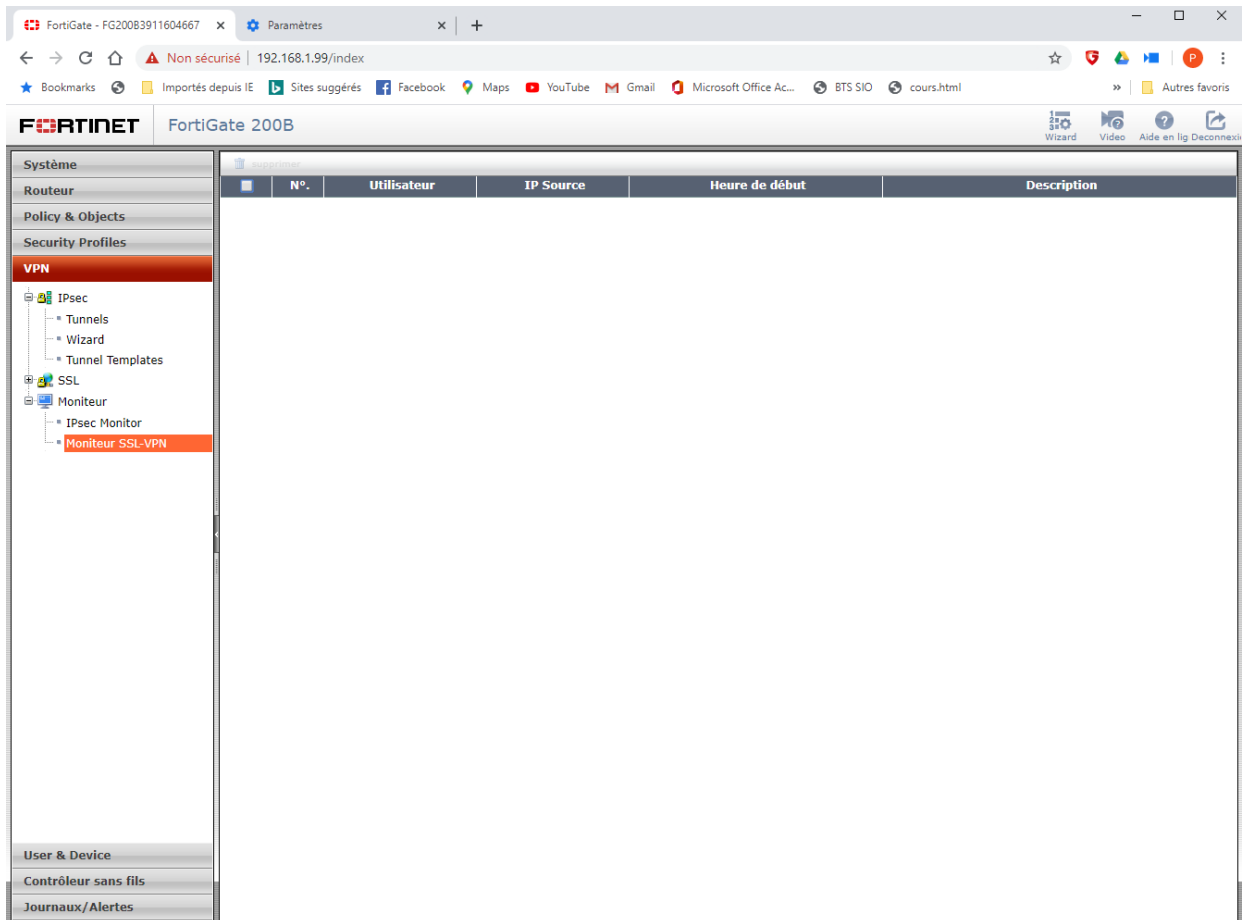 FortiGate - FG200B3911604667
Paramètres
Non sécurisé | 192.168.1.99/index
Bookmarks Importés depuis IE Sites suggérés Facebook Maps YouTube Gmail Microsoft Office Ac... BTS SIO cours.html » Autres favoris
FORTINET FortiGate 200B
Wizard Video Aide en lig Deconnexi
Système
Routeur
Policy & Objects
Security Profiles
VPN
IPsec
Tunnels
Wizard
Tunnel Templates
SSL
Moniteur
IPsec Monitor
Moniteur SSL-VPN
User & Device
Contrôleur sans fils
Journaux/Alertes
supprimer
N°. Utilisateur IP Source Heure de début Description